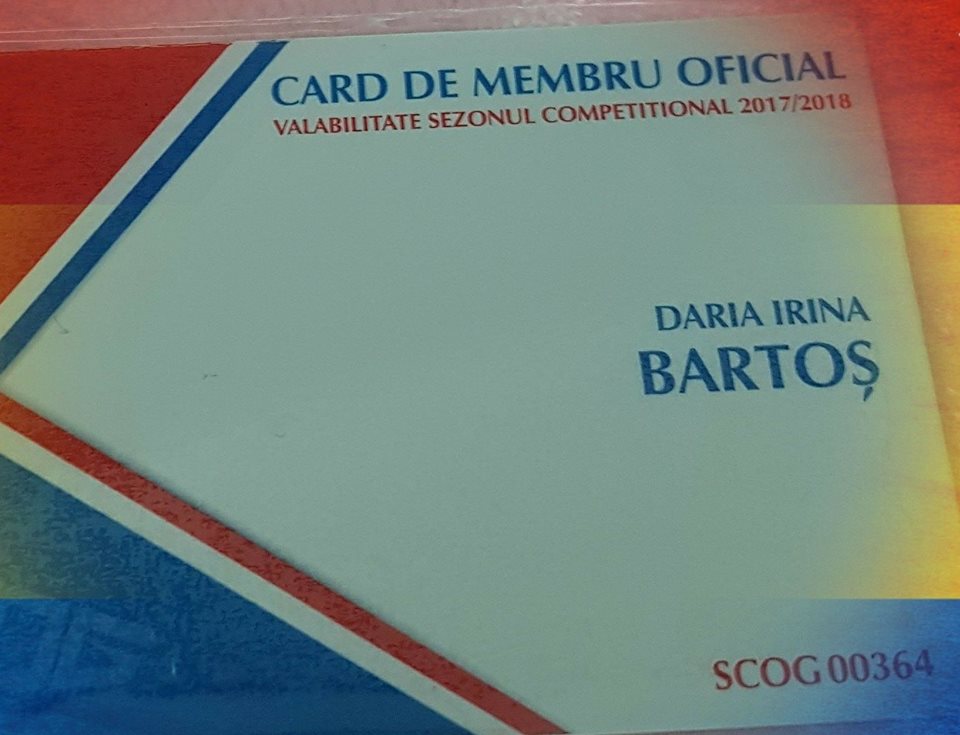 CARD DE MEMBRU OFICIAL
VALABILITATE SEZONUL COMPETITIONAL 2017/2018
DARIA IRINA
BARTOȘ
SCOG 00364